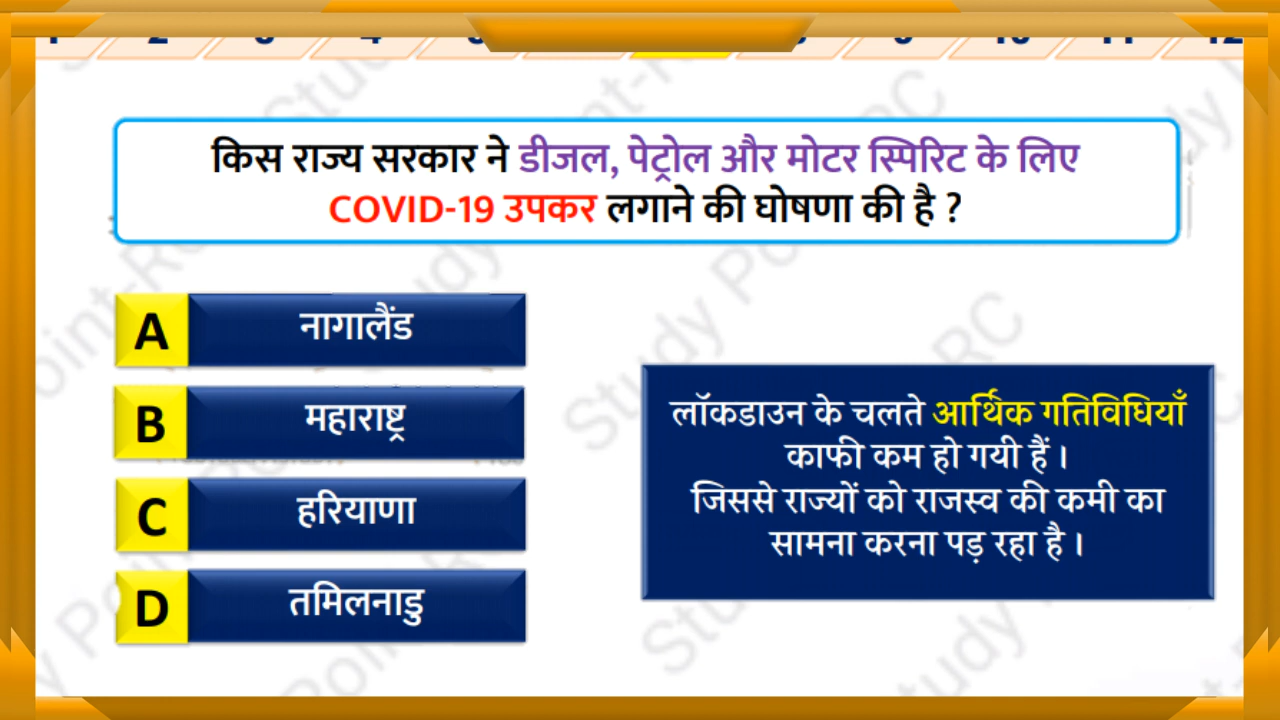 किस राज्य सरकार ने डीजल, पेट्रोल और मोटर स्पिरिट के लिए
COVID-19 उपकर लगाने की घोषणा की है ?
A नागालैंड
B महाराष्ट्र
C हरियाणा
D तमिलनाडु
लॉकडाउन के चलते आर्थिक गतिविधियाँ
काफी कम हो गयी हैं ।
जिससे राज्यों को राजस्व की कमी का
सामना करना पड़ रहा है ।